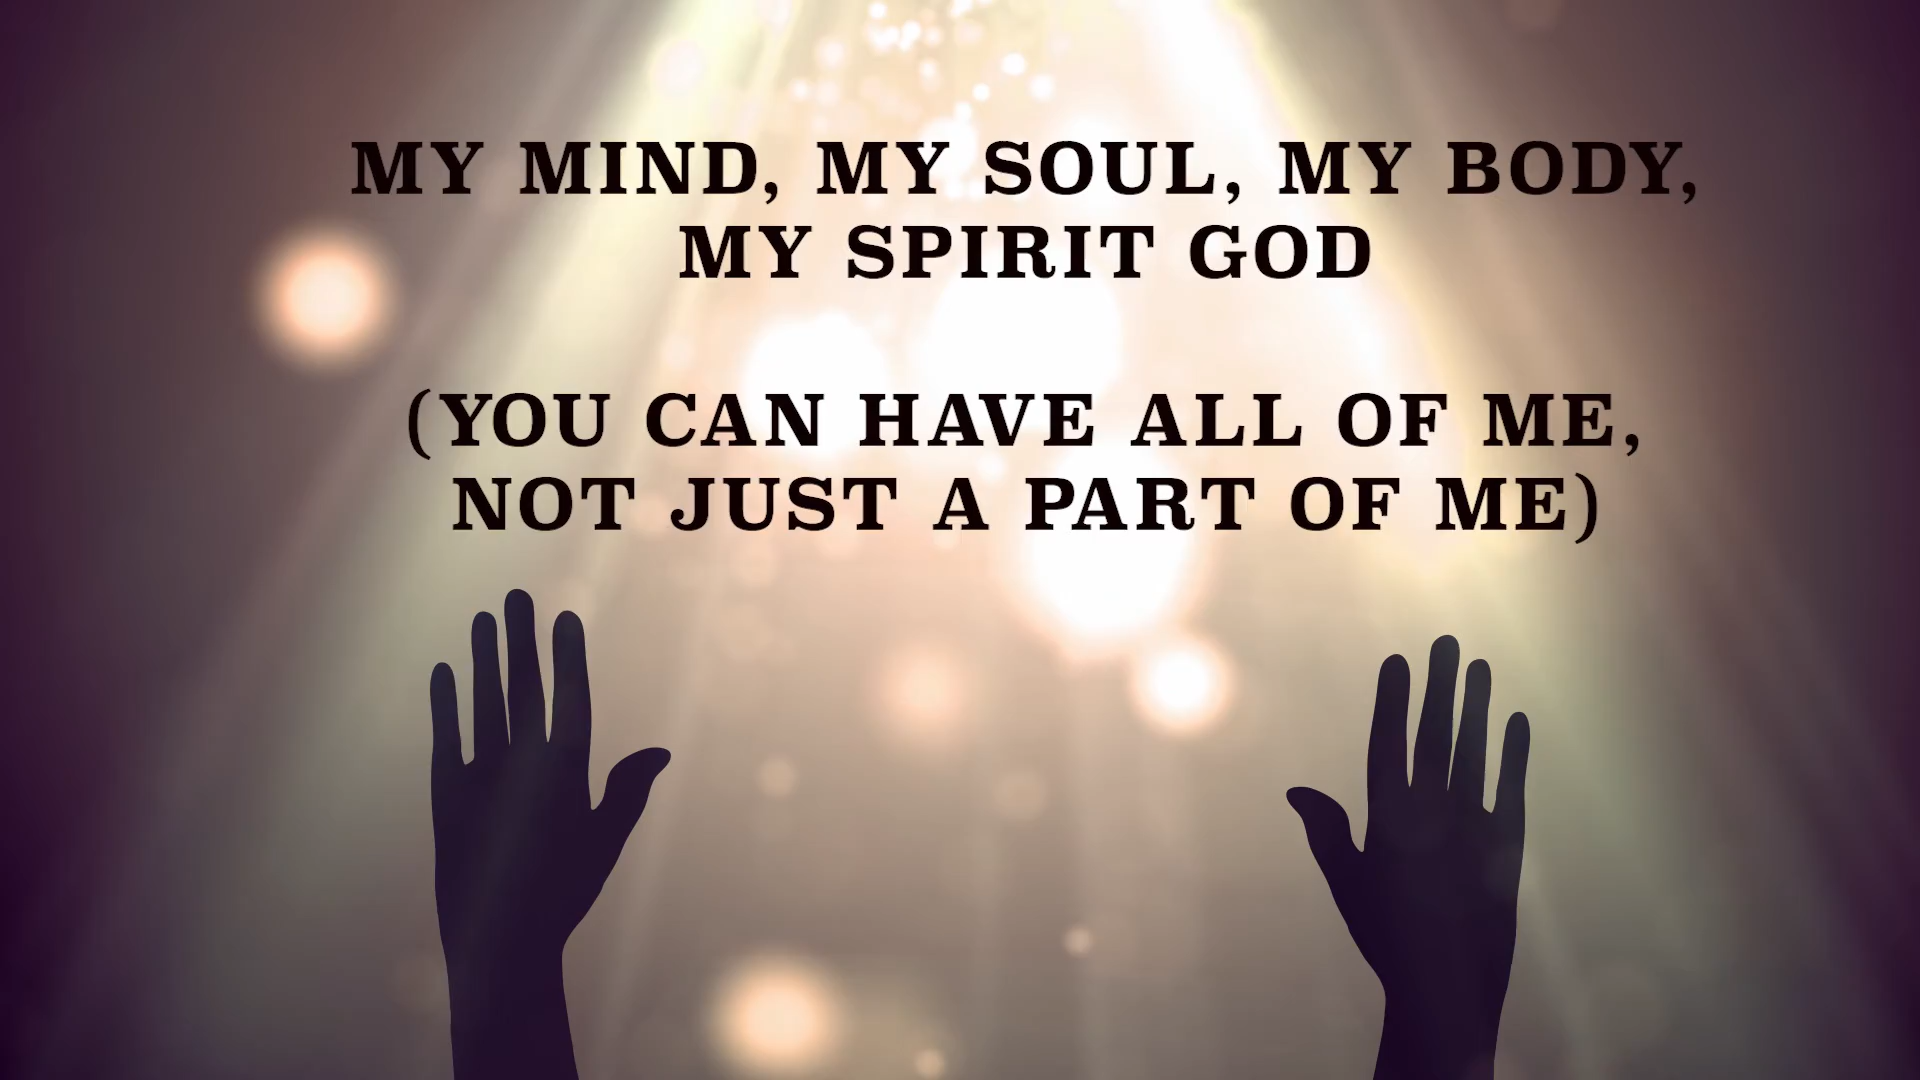 MY MIND, MY SOUL, MY BODY,
MY SPIRIT GOD
(YOU CAN HAVE ALL OF ME,
NOT JUST A PART OF ME)